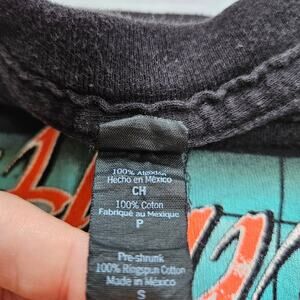 100% Algodón
Hecho en México
CH
100% Coton
Fabriqué au Mexique
P
Pre-shrunk
100% Ringspun Cotton
Made in Mexico
S